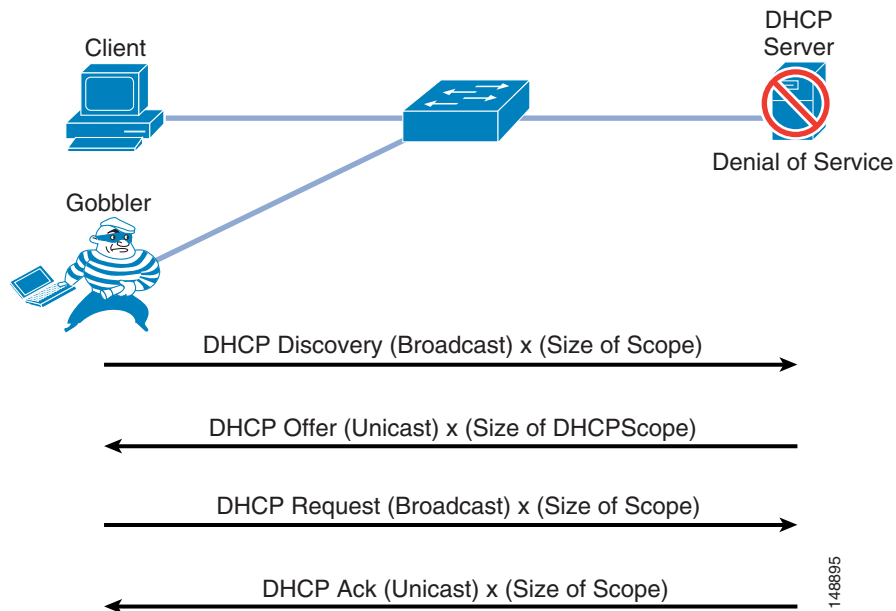 Client
DHCP
Server
Denial of Service
Gobbler
DHCP Discovery (Broadcast) x (Size of Scope)
DHCP Offer (Unicast) x (Size of DHCPScope)
DHCP Request (Broadcast) x (Size of Scope)
DHCP Ack (Unicast) x (Size of Scope)
148895